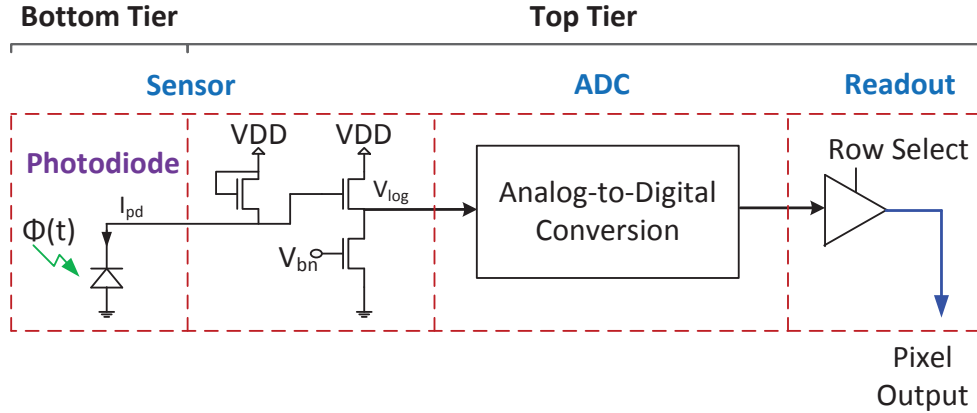 Bottom Tier
Top Tier
Sensor
ADC
Readout
Photodiode
VDD
VDD
Row Select
I_pd
V_log
Analog-to-Digital
Conversion
Φ(t)
V_bn
Pixel
Output